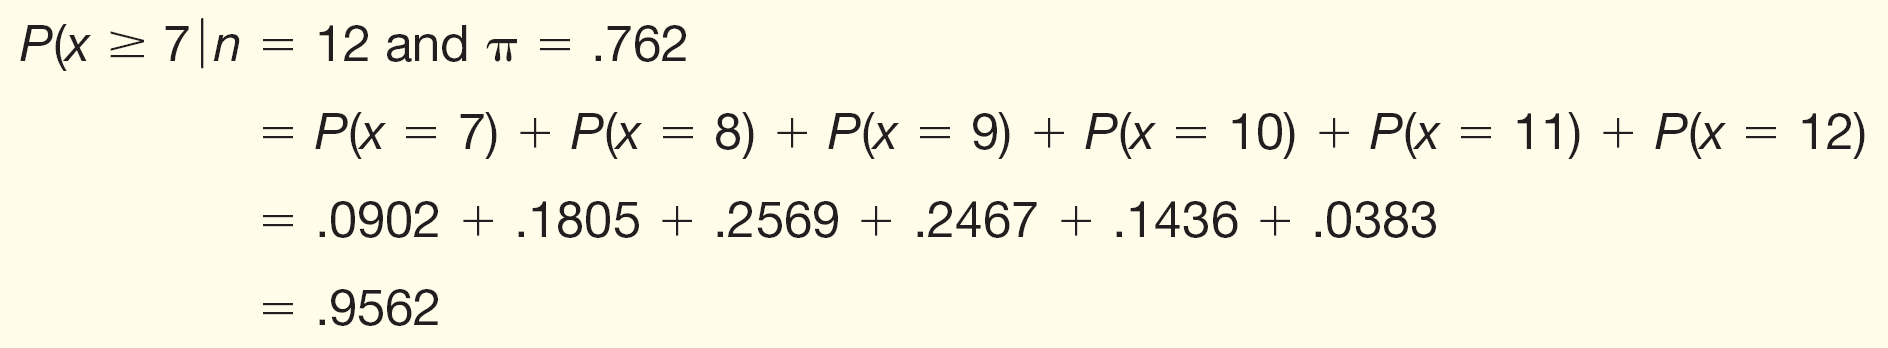 P(x ≥ 7|n = 12 and π = .762
= P(x = 7) + P(x = 8) + P(x = 9) + P(x = 10) + P(x = 11) + P(x = 12)
= .0902 + .1805 + .2569 + .2467 + .1436 + .0383
= .9562